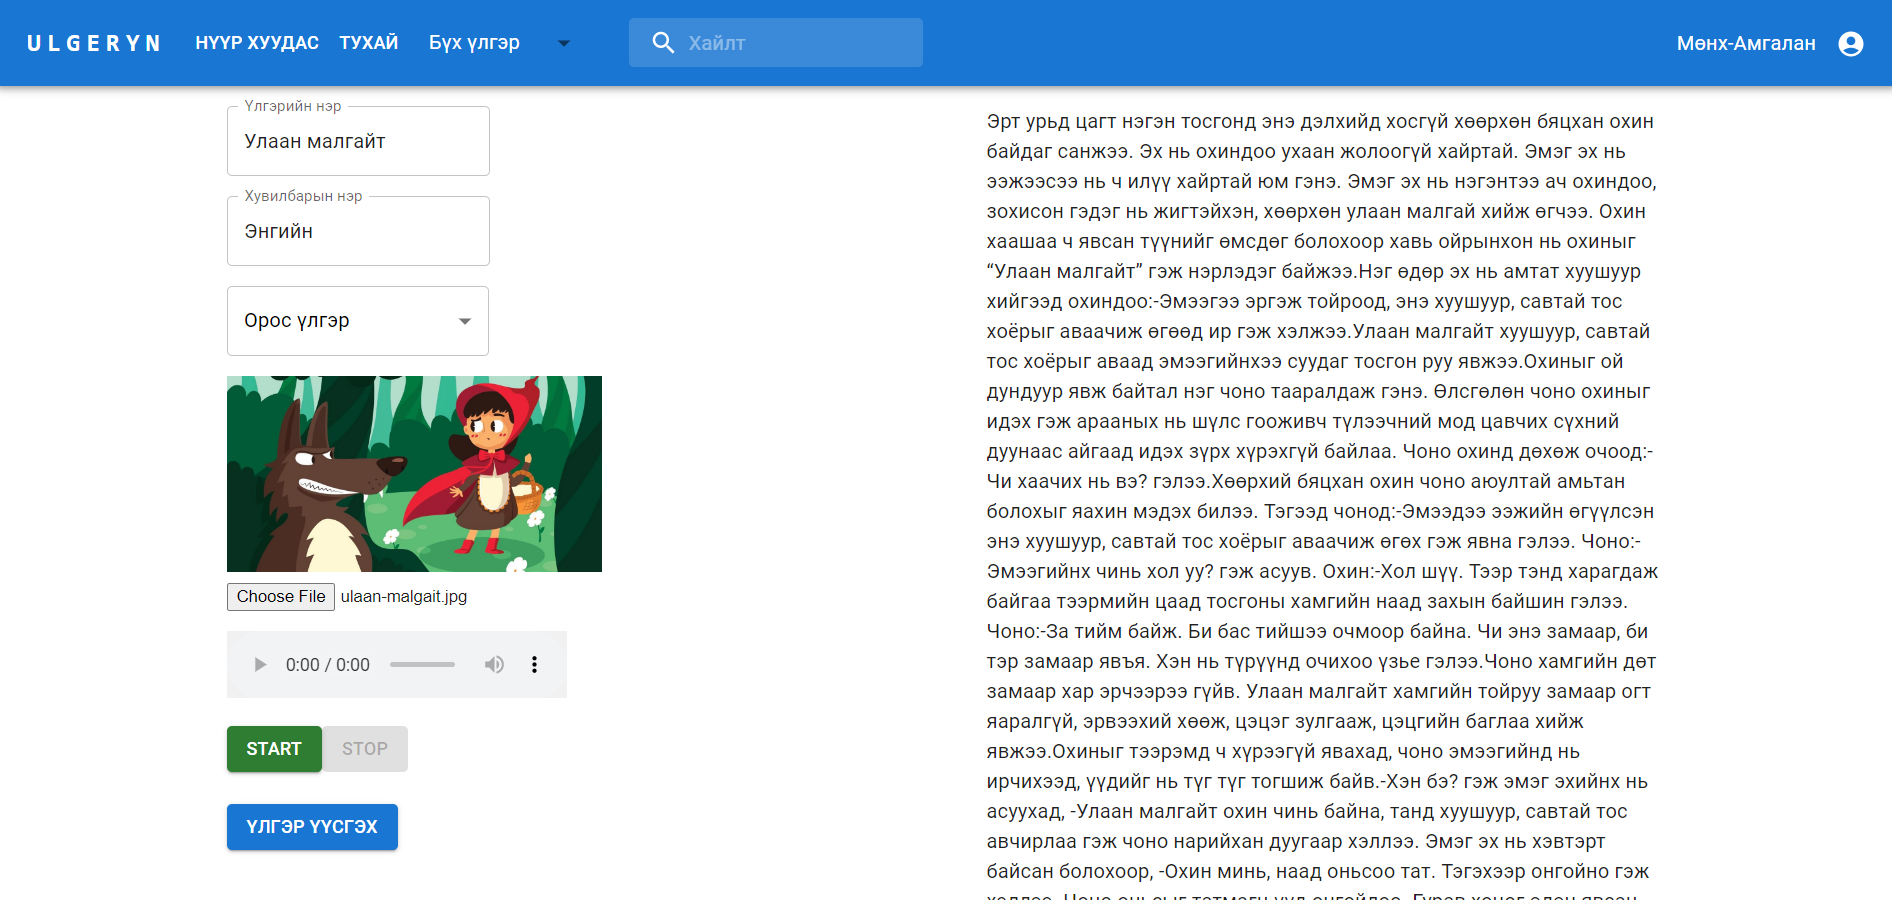 ULGERYN
НҮҮР ХУУДАС
ТУХАЙ
Бүх үлгэр
Хайлт
Мөнх-Амгалан
Үлгэрийн нэр
Улаан малгайт
Хувилбарын нэр
Энгийн
Орос үлгэр
Choose File ulaan-malgait.jpg
0:00 / 0:00
START
STOP
ҮЛГЭР ҮҮСГЭХ
Эрт урьд цагт нэгэн тосгонд энэ дэлхийд хосгүй хөөрхөн бяцхан охин
байдаг санжээ. Эх нь охиндоо ухаан жолоогүй хайртай. Эмэг эх нь
ээжээсээ нь ч илүү хайртай юм гэнэ. Эмэг эх нь нэгэнтээ ач охиндоо,
зохисон гэдэг нь жигтэйхэн, хөөрхөн улаан малгай хийж өгчээ. Охин
хаашаа ч явсан түүнийг өмсдөг болохоор хавь ойрынхон нь охиныг
“Улаан малгайт” гэж нэрлэдэг байжээ.Нэг өдөр эх нь амтат хуушуур
хийгээд охиндоо:-Эмээгээ эргэж тойроод, энэ хуушуур, савтай тос
хоёрыг аваачиж өгөөд ир гэж хэлжээ.Улаан малгайт хуушуур, савтай
тос хоёрыг аваад эмээгийнхээ суудаг тосгон руу явжээ.Охиныг ой
дундуур явж байтал нэг чоно тааралдаж гэнэ. Өлсгөлөн чоно охиныг
идэх гэж арааных нь шүлс гооживч түлээчний мод цавчих сүхний
дуунаас айгаад идэх зүрх хүрэхгүй байлаа. Чоно охинд дөхөж очоод:-
Чи хаачих нь вэ? гэлээ.Хөөрхий бяцхан охин чоно аюултай амьтан
болохыг яахин мэдэх билээ. Тэгээд чонод:-Эмээдээ ээжийн өгүүлсэн
энэ хуушуур, савтай тос хоёрыг аваачиж өгөх гэж явна гэлээ. Чоно:-
Эмээгийнх чинь хол уу? гэж асуув. Охин:-Хол шүү. Тээр тэнд харагдаж
байгаа тээрмийн цаад тосгоны хамгийн наад захын байшин гэлээ.
Чоно:-За тийм байж. Би бас тийшээ очмоор байна. Чи энэ замаар, би
тэр замаар явъя. Хэн нь түрүүнд очихоо үзье гэлээ.Чоно хамгийн дөт
замаар хар эрчээрээ гүйв. Улаан малгайт хамгийн тойруу замаар огт
яаралгүй, эрвээхий хөөж, цэцэг зулгааж, цэцгийн баглаа хийж
явжээ.Охиныг тээрэмд ч хүрээгүй явахад, чоно эмээгийнд нь
ирчихээд, үүдийг нь түг түг тогшиж байв.-Хэн бэ? гэж эмэг эхийнх нь
асуухад, -Улаан малгайт охин чинь байна, танд хуушуур, савтай тос
авчирлаа гэж чоно нарийхан дуугаар хэллээ. Эмэг эх нь хэвтэрт
байсан болохоор, -Охин минь, наад оньсоо тат. Тэгэхээр онгойно гэж